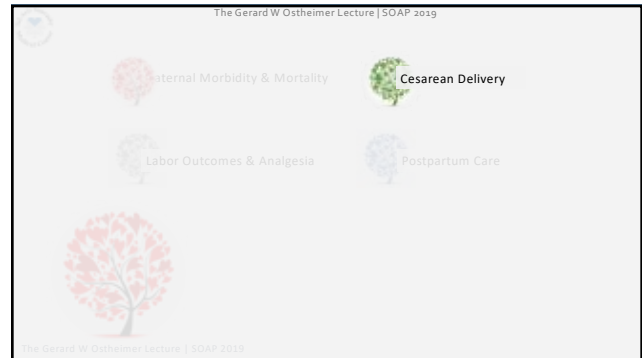 The Gerard W Ostheimer Lecture | SOAP 2019
aternal Morbidity & Mortality
Cesarean Delivery
Labor Outcomes & Analgesia
Postpartum Care
The Gerard W Ostheimer Lecture | SOAP 2019